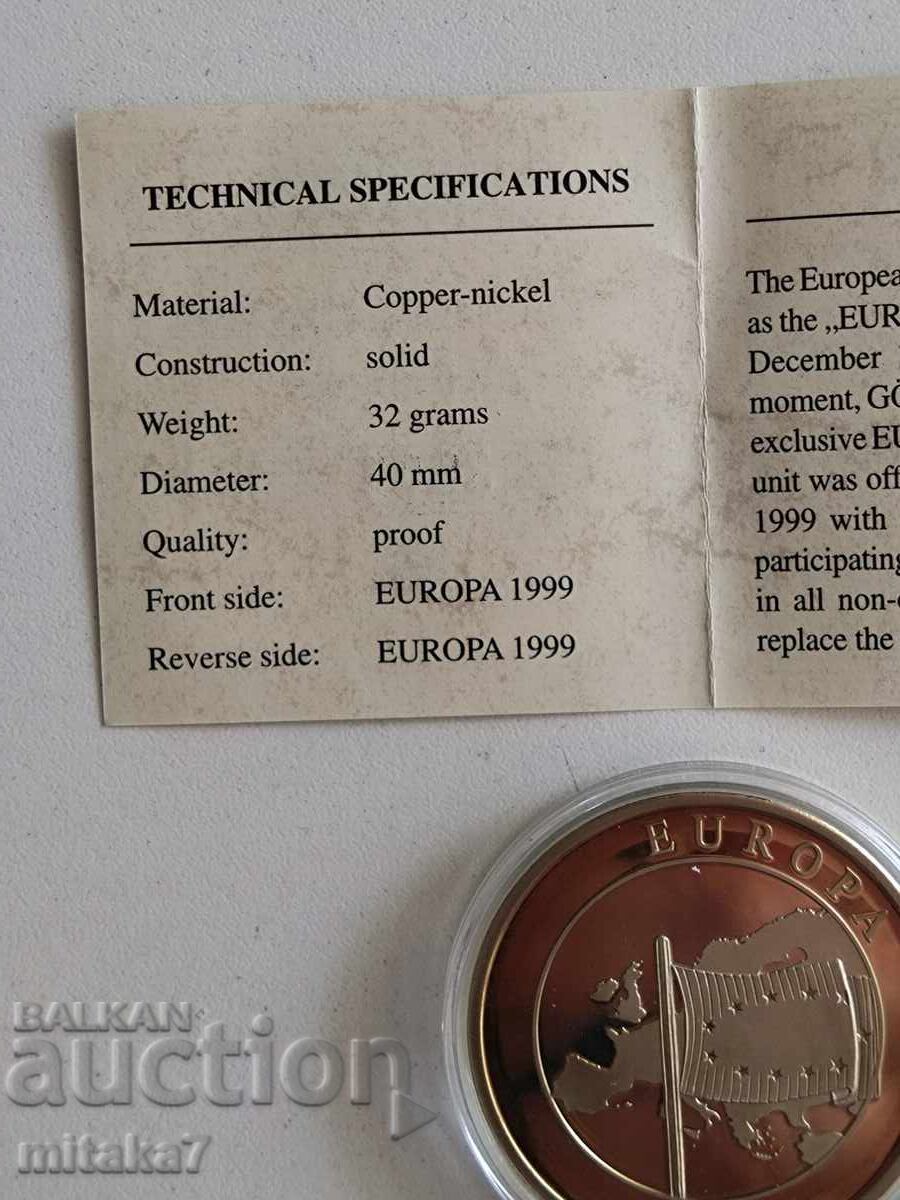 TECHNICAL SPECIFICATIONS
Material: Copper-nickel
Construction: solid
Weight: 32 grams
Diameter: 40 mm
Quality: proof
Front side: EUROPA 1999
Reverse side: EUROPA 1999
The Europea
as the „EUR
December
moment, GÖ
exclusive EU
unit was off
1999 with
participating
in all non-
replace the
EUROPA
BALKAN
auction
mitaka7